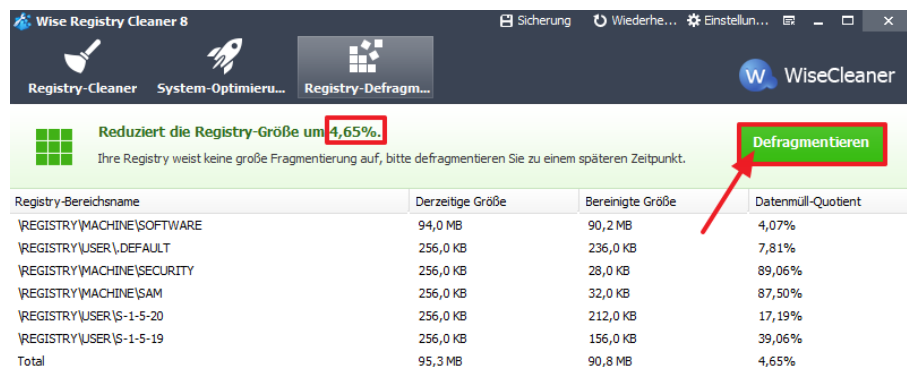 Wise Registry Cleaner 8 Sicherung Wiederhe... Einstellun...
Registry-Cleaner System-Optimieru... Registry-Defragm... W WiseCleaner
Reduziert die Registry-Größe um 4,65%.
Ihre Registry weist keine große Fragmentierung auf, bitte defragmentieren Sie zu einem späteren Zeitpunkt.
Defragmentieren
Registry-Bereichsname Derzeitige Größe Bereinigte Größe Datenmüll-Quotient
\REGISTRY\MACHINE\SOFTWARE 94,0 MB 90,2 MB 4,07%
\REGISTRY\USER\.DEFAULT 256,0 KB 236,0 KB 7,81%
\REGISTRY\MACHINE\SECURITY 256,0 KB 28,0 KB 89,06%
\REGISTRY\MACHINE\SAM 256,0 KB 32,0 KB 87,50%
\REGISTRY\USER\S-1-5-20 256,0 KB 212,0 KB 17,19%
\REGISTRY\USER\S-1-5-19 256,0 KB 156,0 KB 39,06%
Total 95,3 MB 90,8 MB 4,65%